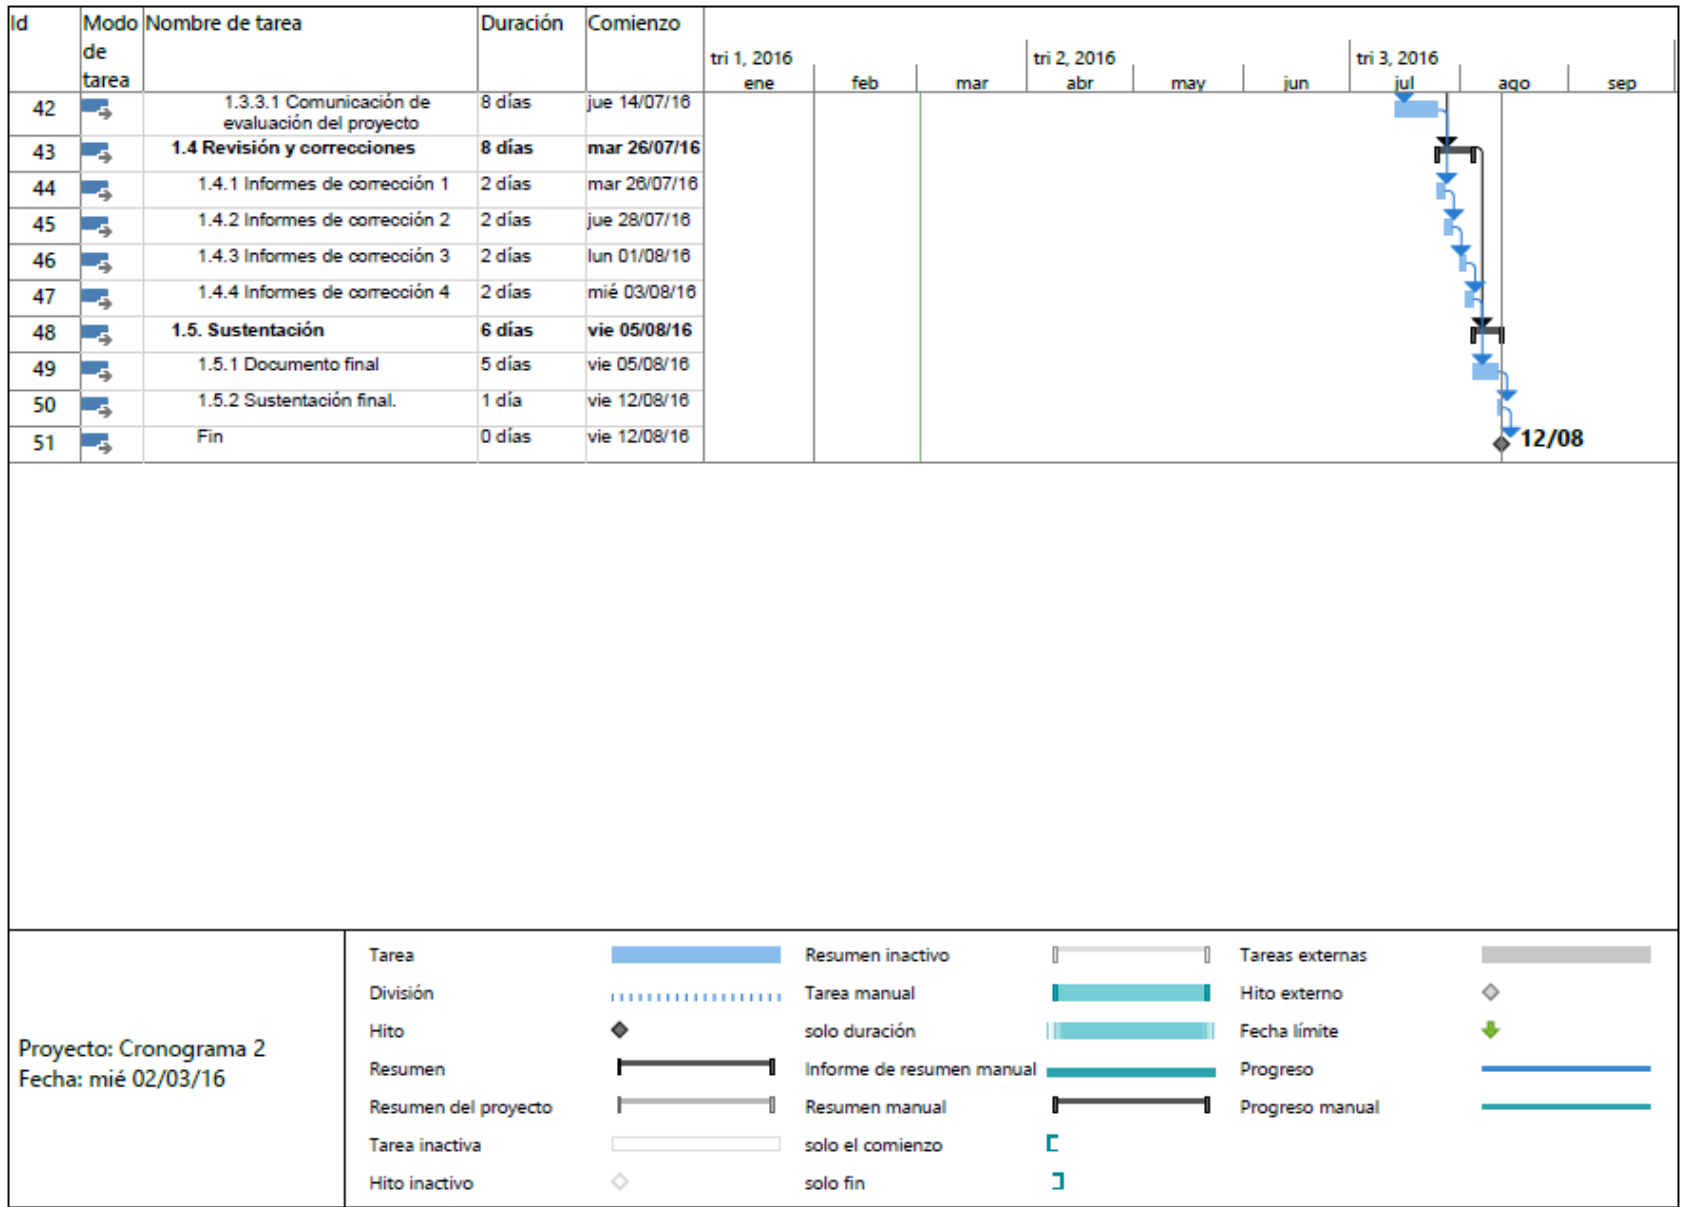 Id Modo Nombre de tarea Duración Comienzo
de
tarea
tri 1, 2016 tri 2, 2016 tri 3, 2016
ene feb mar abr may jun jul ago sep
42 1.3.3.1 Comunicación de 8 días jue 14/07/16
evaluación del proyecto
43 1.4 Revisión y correcciones 8 días mar 26/07/16
44 1.4.1 Informes de corrección 1 2 días mar 26/07/16
45 1.4.2 Informes de corrección 2 2 días jue 28/07/16
46 1.4.3 Informes de corrección 3 2 días lun 01/08/16
47 1.4.4 Informes de corrección 4 2 días mié 03/08/16
48 1.5. Sustentación 6 días vie 05/08/16
49 1.5.1 Documento final 5 días vie 05/08/16
50 1.5.2 Sustentación final. 1 día vie 12/08/16
51 Fin 0 días vie 12/08/16 12/08
Proyecto: Cronograma 2
Fecha: mié 02/03/16
Tarea Resumen inactivo Tareas externas
División Tarea manual Hito externo
Hito solo duración Fecha límite
Resumen Informe de resumen manual Progreso
Resumen del proyecto Resumen manual Progreso manual
Tarea inactiva solo el comienzo
Hito inactivo solo fin